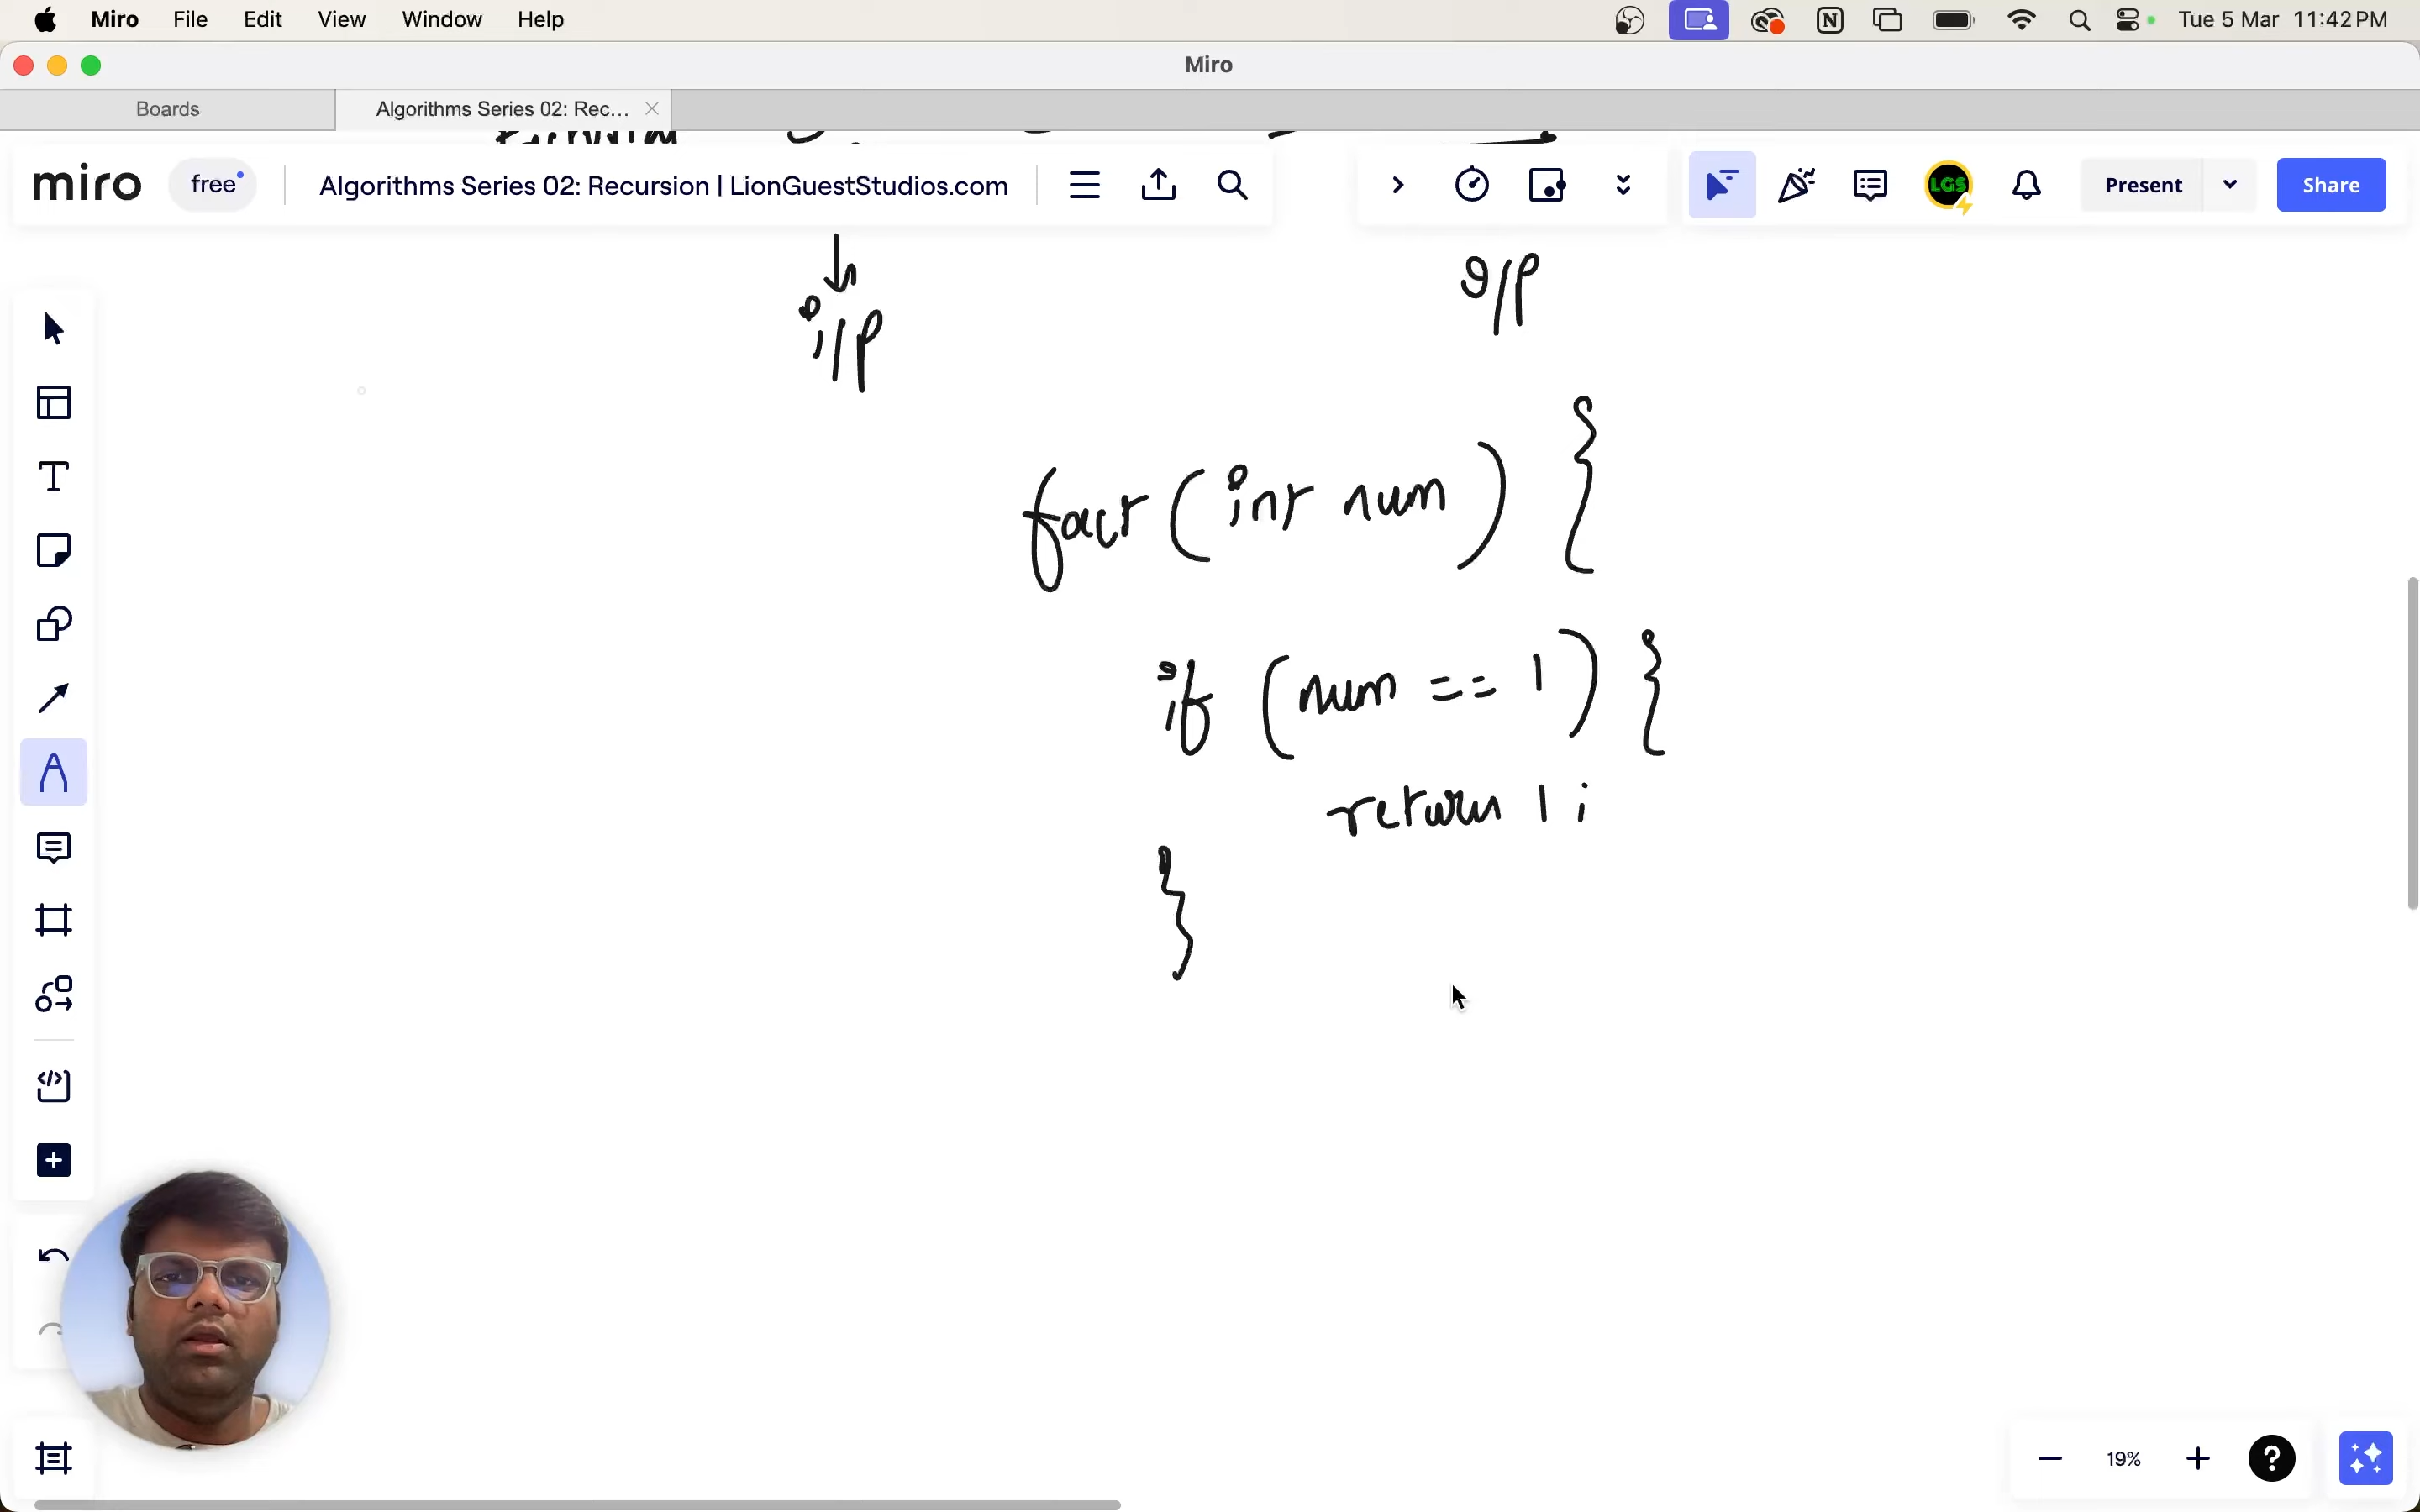 Miro File Edit View Window Help Tue 5 Mar 11:42 PM
Miro
Boards Algorithms Series 02: Rec...
miro free Algorithms Series 02: Recursion | LionGuestStudios.com LGS Present Share
i/p
o/p
fact (int num) {
if (num == 1) {
return 1;
}
19%